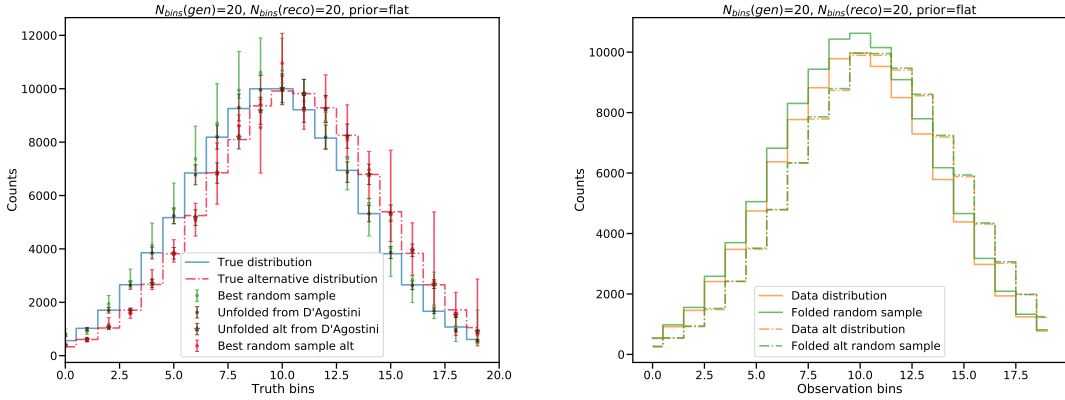 N_bins(gen)=20, N_bins(reco)=20, prior=flat
12000
10000
8000
6000
4000
2000
0
Counts
0.0 2.5 5.0 7.5 10.0 12.5 15.0 17.5 20.0
Truth bins
True distribution
True alternative distribution
Best random sample
Unfolded from D'Agostini
Unfolded alt from D'Agostini
Best random sample alt
N_bins(gen)=20, N_bins(reco)=20, prior=flat
10000
8000
6000
4000
2000
0
Counts
0.0 2.5 5.0 7.5 10.0 12.5 15.0 17.5
Observation bins
Data distribution
Folded random sample
Data alt distribution
Folded alt random sample